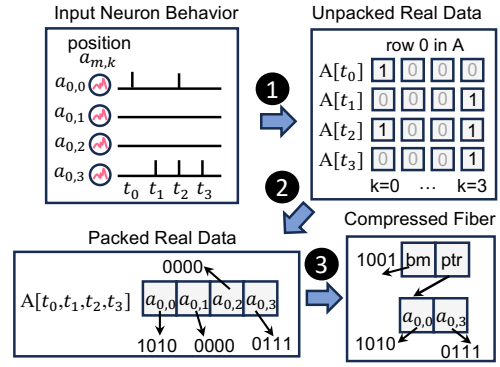 Input Neuron Behavior
position
a_{m,k}
a_{0,0}
a_{0,1}
a_{0,2}
a_{0,3}
t_0 t_1 t_2 t_3
1
Unpacked Real Data
row 0 in A
A[t_0] 1 0 0 0
A[t_1] 0 0 0 1
A[t_2] 1 0 0 1
A[t_3] 0 0 0 1
k=0 ... k=3
2
Packed Real Data
0000
A[t_0,t_1,t_2,t_3] a_{0,0} a_{0,1} a_{0,2} a_{0,3}
1010 0000 0111
3
Compressed Fiber
1001 bm ptr
a_{0,0} a_{0,3}
1010 0111